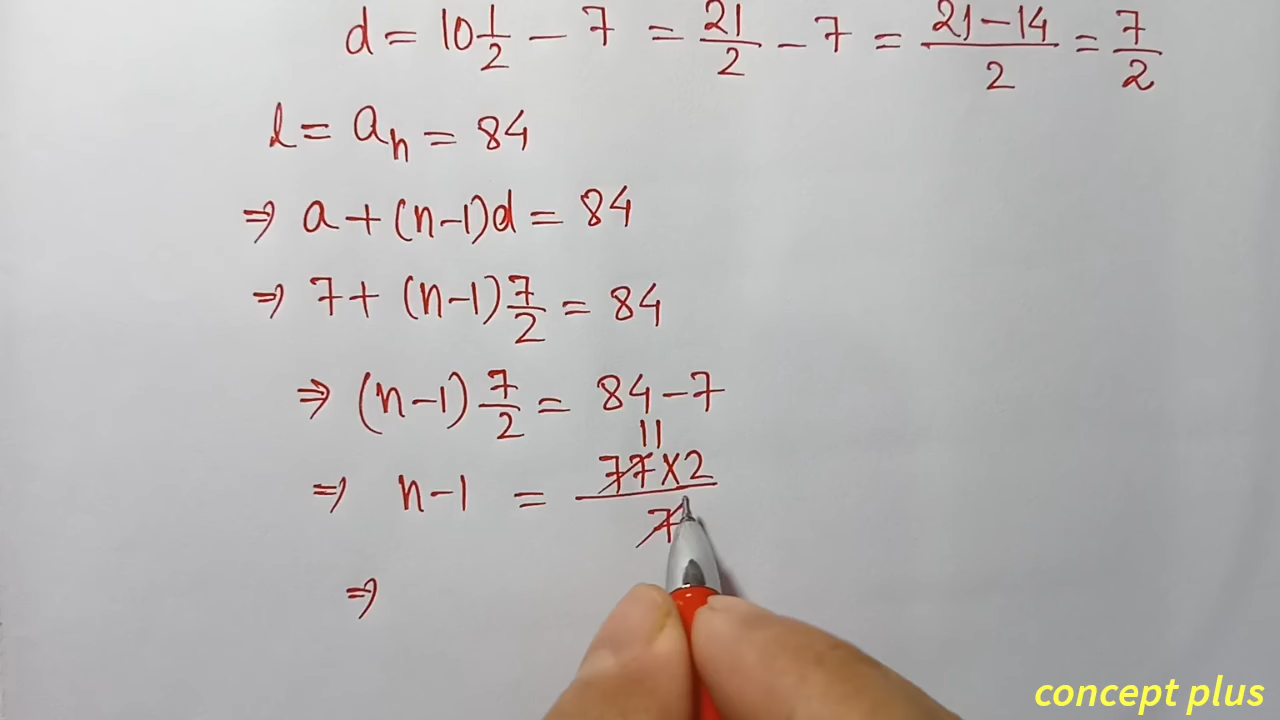 d = 10 1/2 - 7 = 21/2 - 7 = (21-14)/2 = 7/2
l = aₙ = 84
⇒ a + (n-1)d = 84
⇒ 7 + (n-1) 7/2 = 84
⇒ (n-1) 7/2 = 84 - 7
11
⇒ n-1 = (77×2)/7
⇒
concept plus